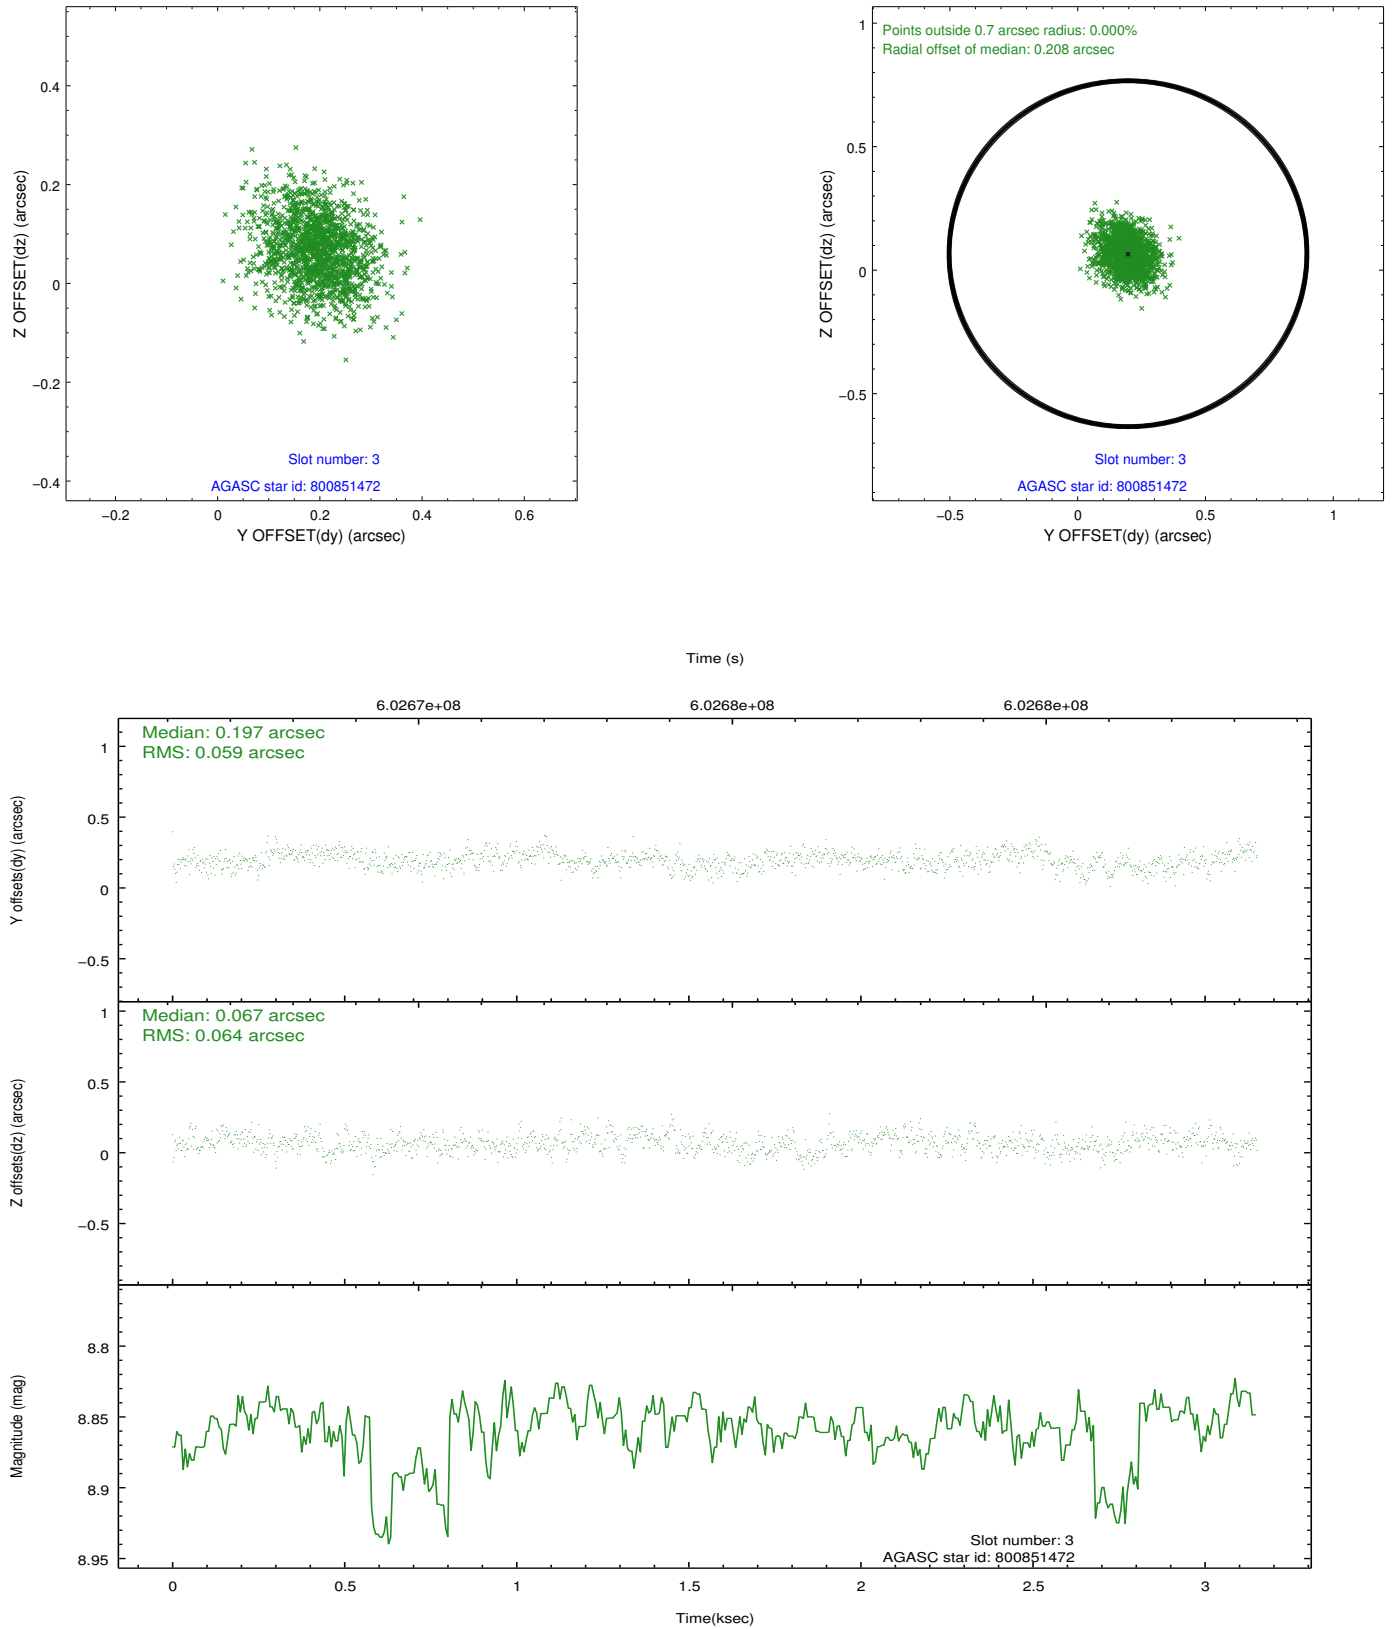 0.4
0.2
0
−0.2
−0.4
Z OFFSET(dz) (arcsec)
Slot number: 3
AGASC star id: 800851472
−0.2 0 0.2 0.4 0.6
Y OFFSET(dy) (arcsec)
Points outside 0.7 arcsec radius: 0.000%
Radial offset of median: 0.208 arcsec
1
0.5
0
−0.5
Z OFFSET(dz) (arcsec)
Slot number: 3
AGASC star id: 800851472
−0.5 0 0.5 1
Y OFFSET(dy) (arcsec)
Time (s)
6.0267e+08 6.0268e+08 6.0268e+08
Median: 0.197 arcsec
RMS: 0.059 arcsec
1
0.5
0
−0.5
Y offsets(dy) (arcsec)
Median: 0.067 arcsec
RMS: 0.064 arcsec
1
0.5
0
−0.5
Z offsets(dz) (arcsec)
8.8
8.85
8.9
8.95
Magnitude (mag)
Slot number: 3
AGASC star id: 800851472
0 0.5 1 1.5 2 2.5 3
Time(ksec)